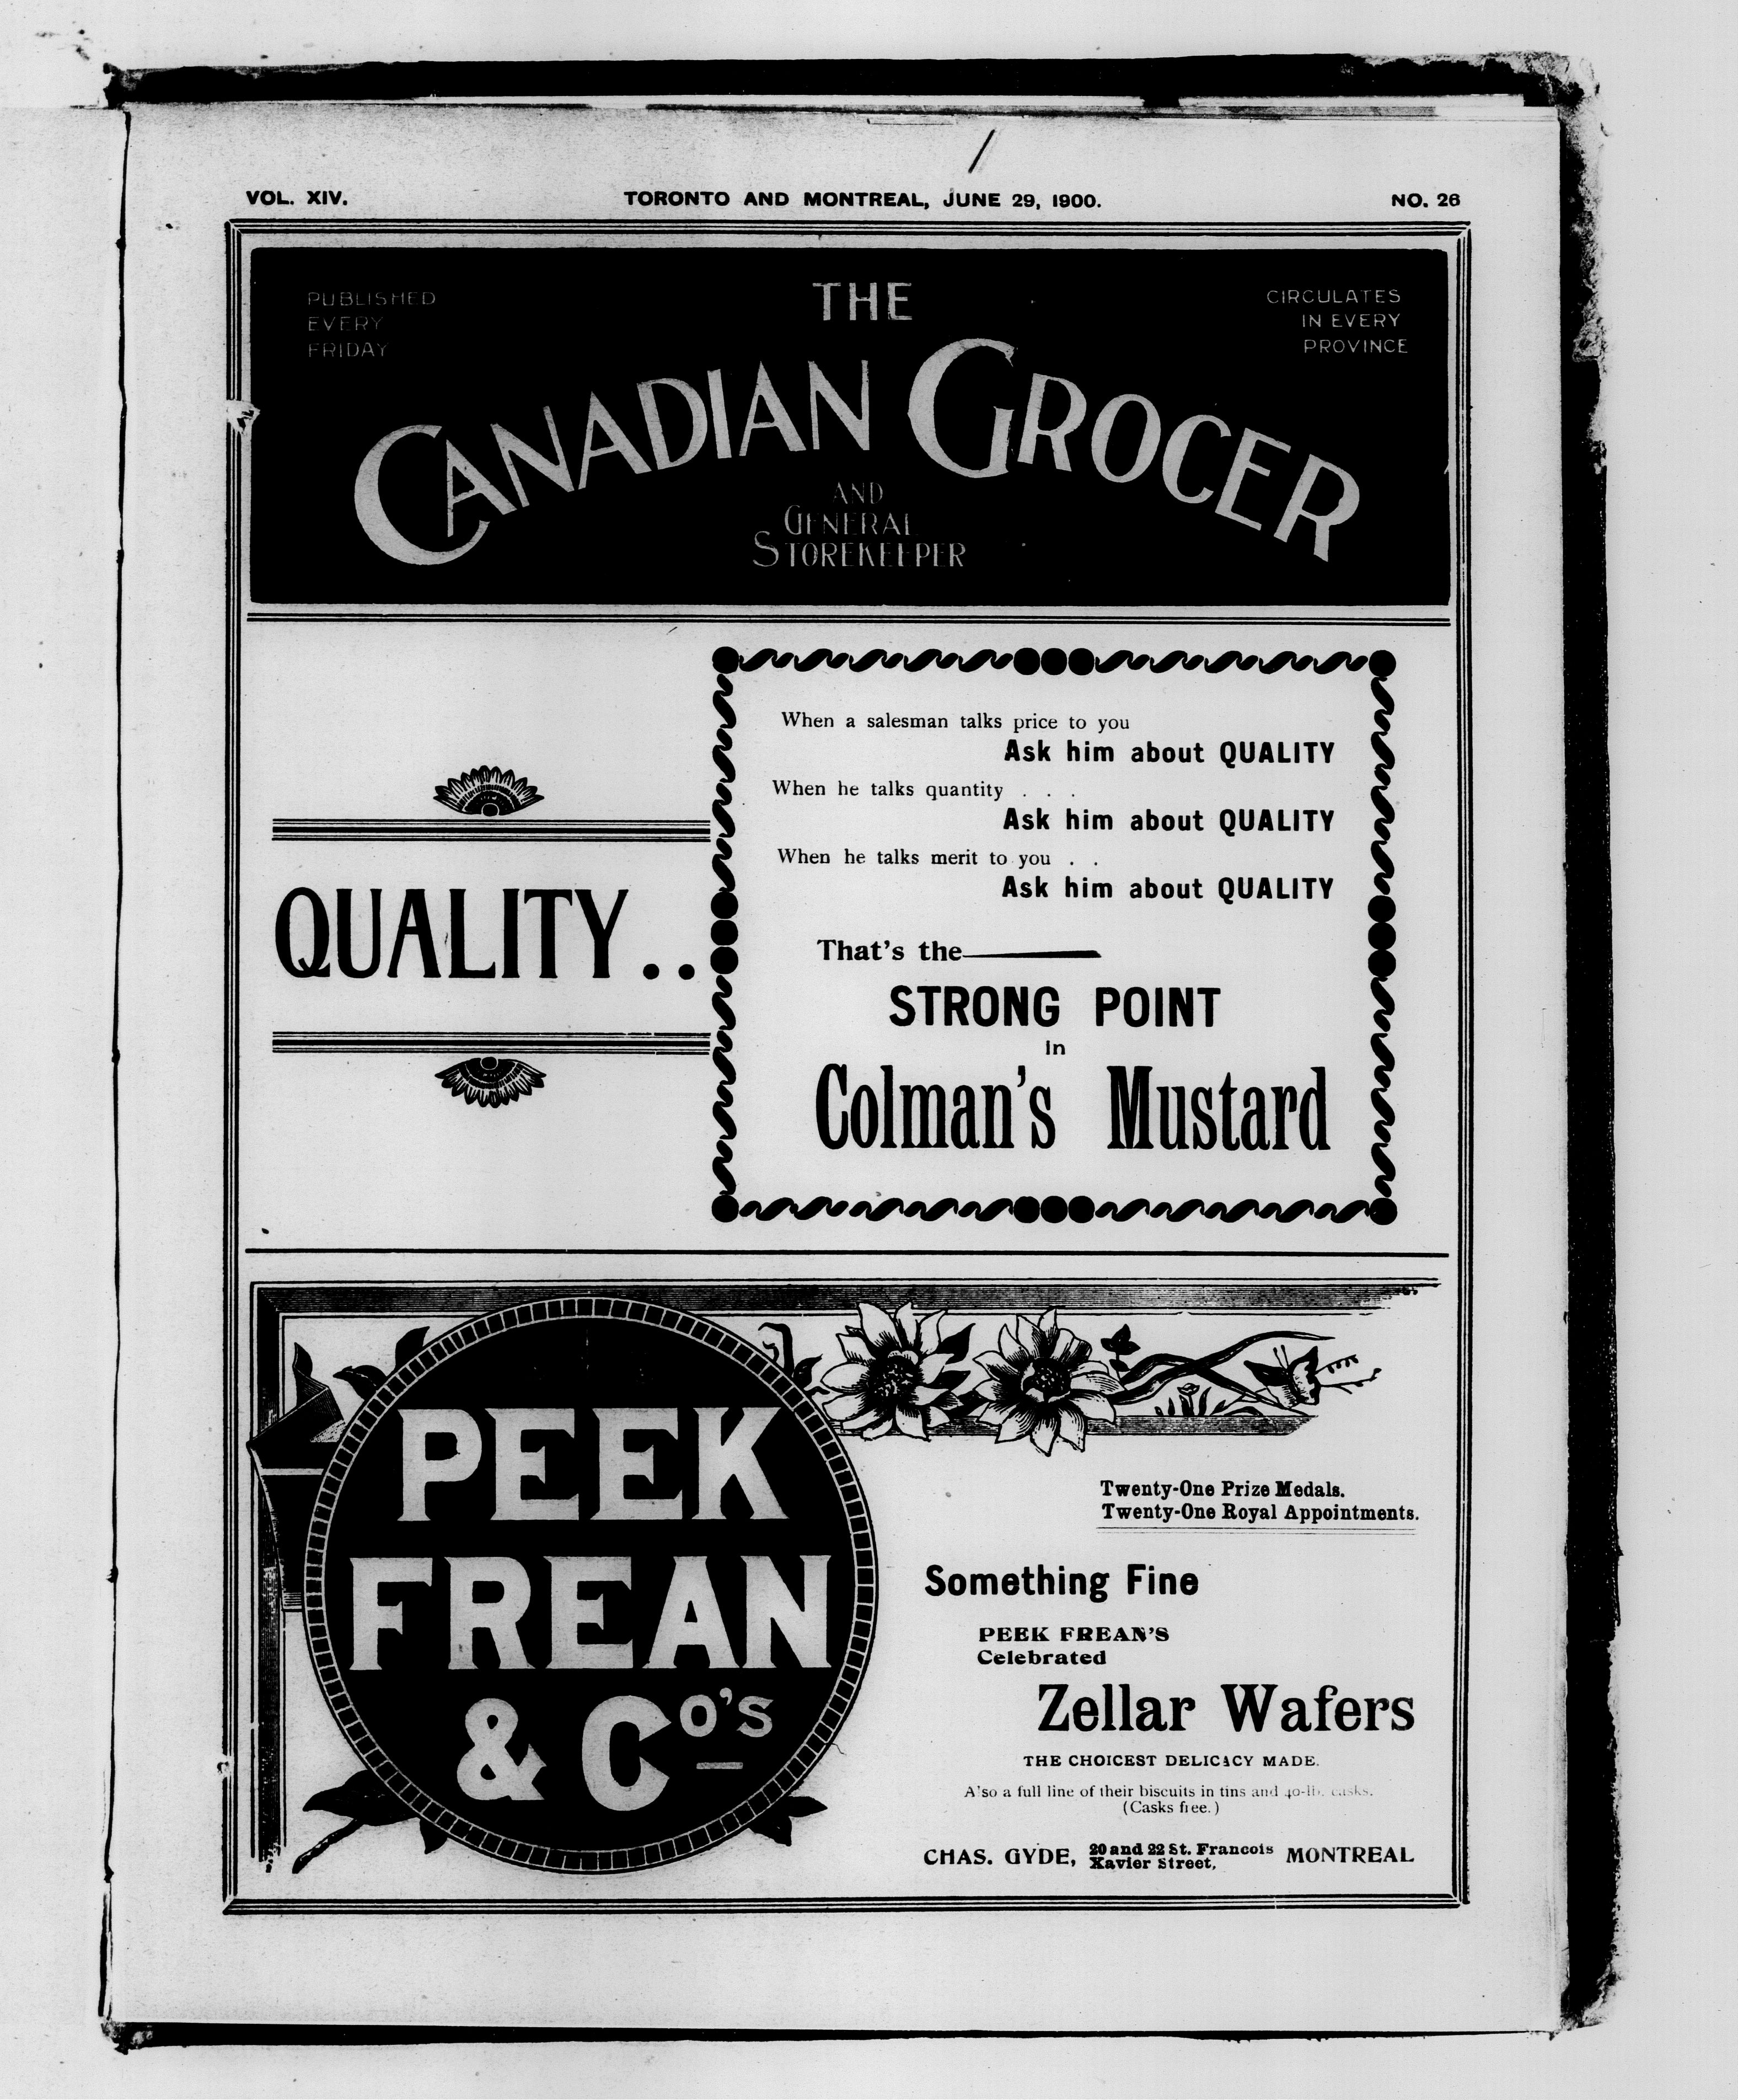 VOL. XIV. TORONTO AND MONTREAL, JUNE 29, 1900. NO. 26
PUBLISHED
EVERY
FRIDAY
THE
CIRCULATES
IN EVERY
PROVINCE
CANADIAN GROCER
AND
GENERAL
STOREKEEPER
QUALITY..
When a salesman talks price to you
Ask him about QUALITY
When he talks quantity . . .
Ask him about QUALITY
When he talks merit to you . .
Ask him about QUALITY
That's the
STRONG POINT
in
Colman's Mustard
PEEK
FREAN
& Co's
Twenty-One Prize Medals.
Twenty-One Royal Appointments.
Something Fine
PEEK FREAN'S
Celebrated
Zellar Wafers
THE CHOICEST DELICACY MADE.
Also a full line of their biscuits in tins and 40-lb. casks.
(Casks free.)
CHAS. GYDE, 20 and 22 St. Francois Xavier Street, MONTREAL